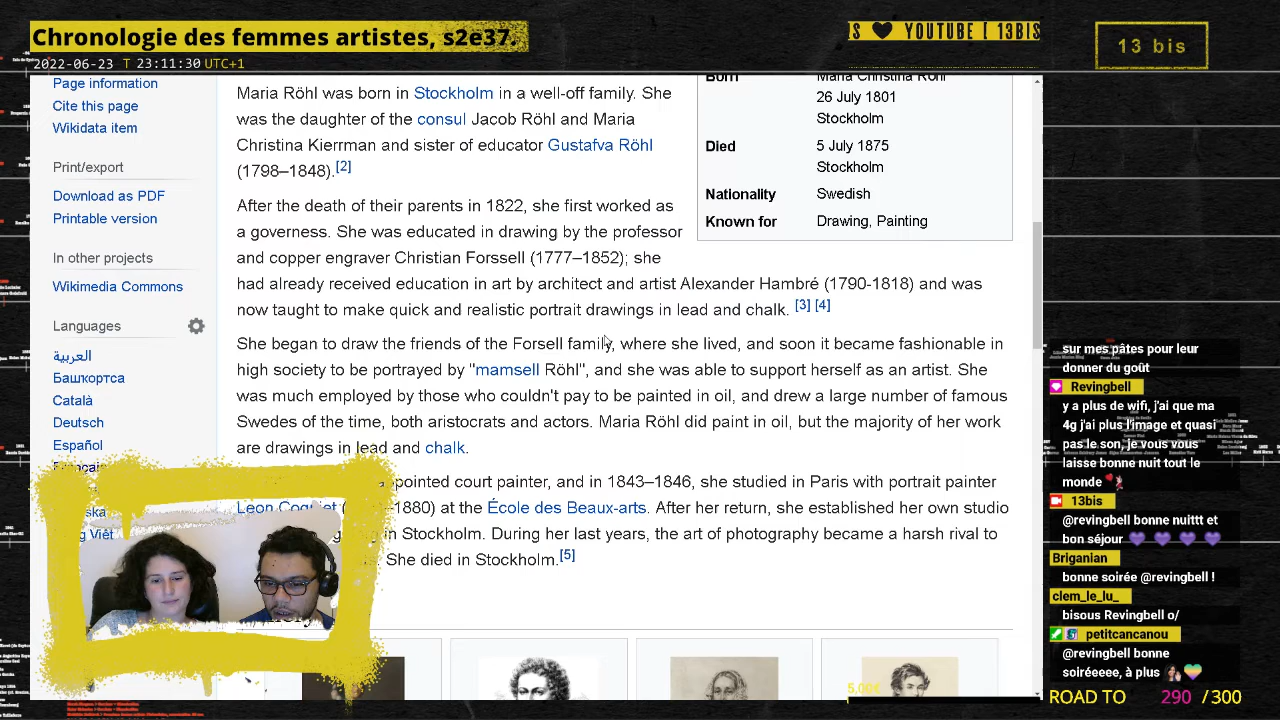 Chronologie des femmes artistes, s2e37
2022-06-23 T 23:11:30 UTC+1
S ♥ YOUTUBE [ 13BIS
13 bis
Page information
Cite this page
Wikidata item
Print/export
Download as PDF
Printable version
In other projects
Wikimedia Commons
Languages
العربية
Башҡортса
Català
Deutsch
Español
Maria Röhl was born in Stockholm in a well-off family. She
was the daughter of the consul Jacob Röhl and Maria
Christina Kierrman and sister of educator Gustafva Röhl
(1798–1848).[2]
Born
Maria Christina Röhl
26 July 1801
Stockholm
Died
5 July 1875
Stockholm
Nationality
Swedish
Known for
Drawing, Painting
After the death of their parents in 1822, she first worked as
a governess. She was educated in drawing by the professor
and copper engraver Christian Forssell (1777–1852); she
had already received education in art by architect and artist Alexander Hambré (1790-1818) and was
now taught to make quick and realistic portrait drawings in lead and chalk. [3] [4]
She began to draw the friends of the Forsell family, where she lived, and soon it became fashionable in
high society to be portrayed by "mamsell Röhl", and she was able to support herself as an artist. She
was much employed by those who couldn't pay to be painted in oil, and drew a large number of famous
Swedes of the time, both aristocrats and actors. Maria Röhl did paint in oil, but the majority of her work
are drawings in lead and chalk.
pointed court painter, and in 1843–1846, she studied in Paris with portrait painter
Léon Cogniet
–1880) at the École des Beaux-arts. After her return, she established her own studio
in Stockholm. During her last years, the art of photography became a harsh rival to
She died in Stockholm.[5]
sur mes pâtes pour leur
donner du goût
Revingbell
y a plus de wifi, j'ai que ma
4g j'ai plus l'image et quasi
pas le son, je vous vous
laisse bonne nuit tout le
monde
13bis
@revingbell bonne nuittt et
bon séjour 💜 💜 💜 💜
Briganian
bonne soirée @revingbell !
clem_le_lu_
bisous Revingbell o/
petitcancanou
@revingbell bonne
soiréeeee, à plus
5,00€
ROAD TO 290 / 300